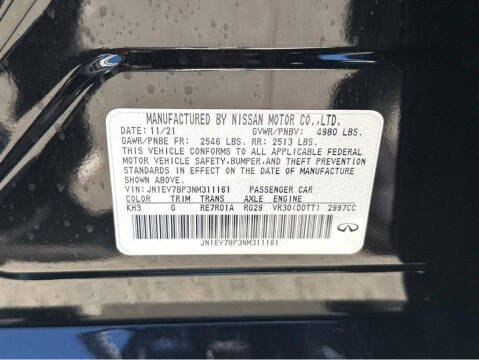 MANUFACTURED BY NISSAN MOTOR CO.,LTD.
DATE: 11/21 GVWR/PNBV: 4980 LBS.
GAWR/PNBE FR: 2546 LBS. RR: 2513 LBS.
THIS VEHICLE CONFORMS TO ALL APPLICABLE FEDERAL
MOTOR VEHICLE SAFETY,BUMPER,AND THEFT PREVENTION
STANDARDS IN EFFECT ON THE DATE OF MANUFACTURE
SHOWN ABOVE.
VIN: JN1EV7BP3NM311161 PASSENGER CAR
COLOR TRIM TRANS AXLE ENGINE
KH3 G RE7R01A RG29 VR30(DDTT) 2997CC
JN1EV7BP3NM311161